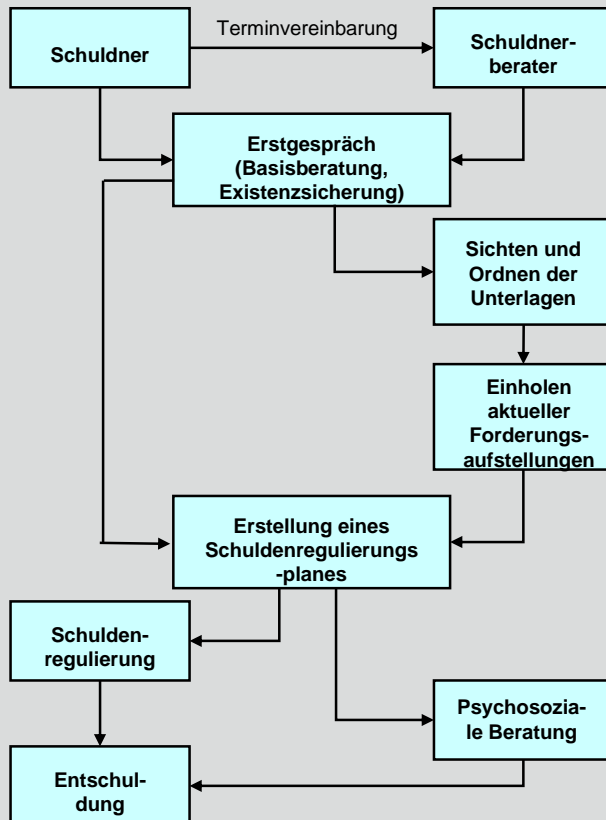 Schuldner
Terminvereinbarung
Schuldner-
berater
Erstgespräch
(Basisberatung,
Existenzsicherung)
Sichten und
Ordnen der
Unterlagen
Einholen
aktueller
Forderungs-
aufstellungen
Erstellung eines
Schuldenregulierungs
-planes
Schulden-
regulierung
Psychosozia-
le Beratung
Entschul-
dung